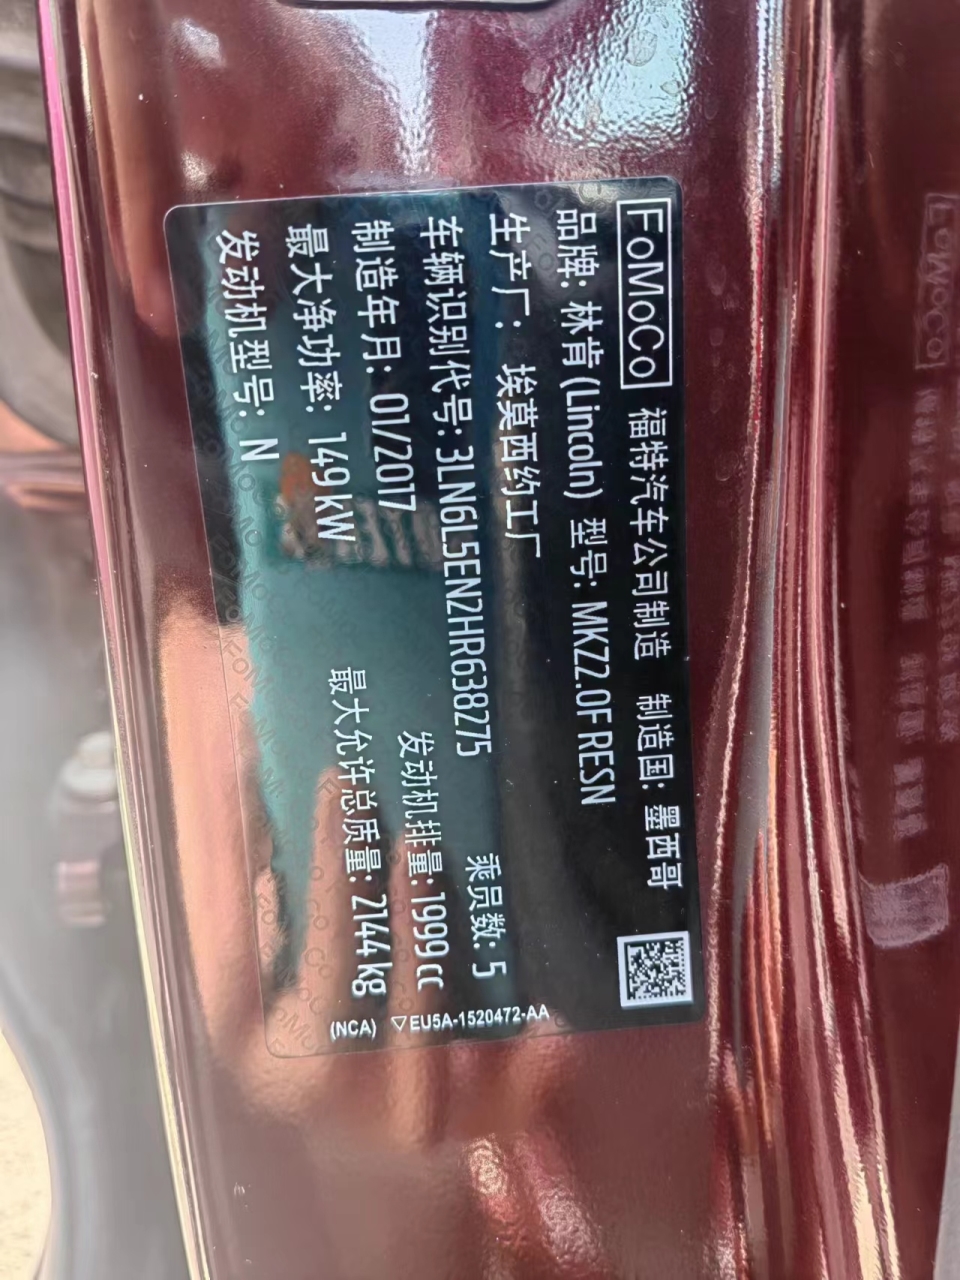 FoMoCo 福特汽车公司制造 制造国: 墨西哥
品牌: 林肯 (Lincoln) 型号: MKZ2.0FRESN
生产厂: 埃莫西约工厂 乘员数: 5
车辆识别代号: 3LN6L5EN2HR638275
制造年月: 01/2017 发动机排量: 1999 cc
最大净功率: 149 kW 最大允许总质量: 2144 kg
发动机型号: N
(NCA) ▽EU5A-1520472-AA